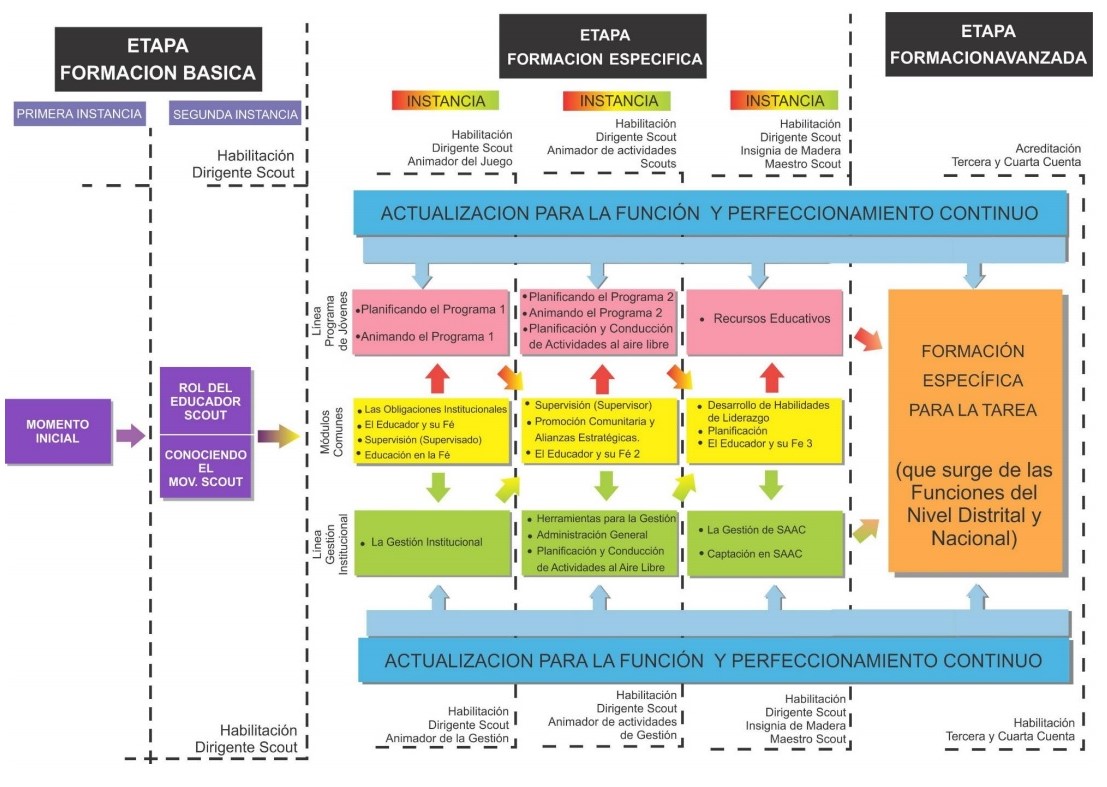 ETAPA
FORMACION BASICA
PRIMERA INSTANCIA
SEGUNDA INSTANCIA
Habilitación
Dirigente Scout
ETAPA
FORMACION ESPECIFICA
INSTANCIA
Habilitación
Dirigente Scout
Animador del Juego
INSTANCIA
Habilitación
Dirigente Scout
Animador de actividades
Scouts
INSTANCIA
Habilitación
Dirigente Scout
Insignia de Madera
Maestro Scout
ETAPA
FORMACIONAVANZADA
Acreditación
Tercera y Cuarta Cuenta
ACTUALIZACION PARA LA FUNCIÓN Y PERFECCIONAMIENTO CONTINUO
Línea
Programa
de Jóvenes
• Planificando el Programa 1
• Animando el Programa 1
• Planificando el Programa 2
• Animando el Programa 2
• Planificación y Conducción
de Actividades al aire libre
• Recursos Educativos
MOMENTO
INICIAL
ROL DEL
EDUCADOR
SCOUT
CONOCIENDO
EL
MOV. SCOUT
Módulos
Comunes
• Las Obligaciones Institucionales
• El Educador y su Fé
• Supervisión (Supervisado)
• Educación en la Fé
• Supervisión (Supervisor)
• Promoción Comunitaria y
Alianzas Estratégicas.
• El Educador y su Fé 2
• Desarrollo de Habilidades
de Liderazgo
• Planificación
• El Educador y su Fe 3
Línea
Gestión
Institucional
• La Gestión Institucional
• Herramientas para la Gestión
• Administración General
• Planificación y Conducción
de Actividades al Aire Libre
• La Gestión de SAAC
• Captación en SAAC
FORMACIÓN
ESPECÍFICA
PARA LA TAREA
(que surge de las
Funciones del
Nivel Distrital y
Nacional)
ACTUALIZACION PARA LA FUNCIÓN Y PERFECCIONAMIENTO CONTINUO
Habilitación
Dirigente Scout
Habilitación
Dirigente Scout
Animador de la Gestión
Habilitación
Dirigente Scout
Animador de actividades
de Gestión
Habilitación
Dirigente Scout
Insignia de Madera
Maestro Scout
Habilitación
Tercera y Cuarta Cuenta